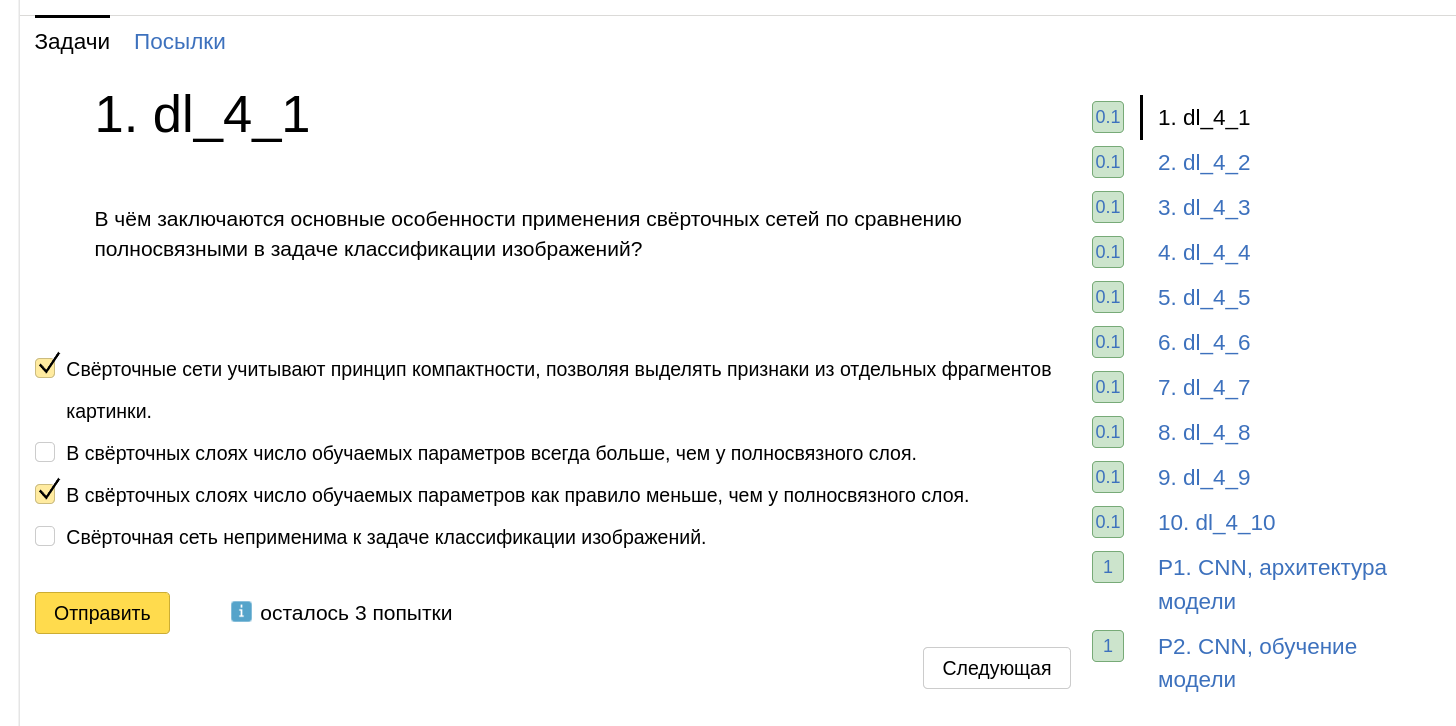 Задачи Посылки
1. dl_4_1
В чём заключаются основные особенности применения свёрточных сетей по сравнению
полносвязными в задаче классификации изображений?
Свёрточные сети учитывают принцип компактности, позволяя выделять признаки из отдельных фрагментов
картинки.
В свёрточных слоях число обучаемых параметров всегда больше, чем у полносвязного слоя.
В свёрточных слоях число обучаемых параметров как правило меньше, чем у полносвязного слоя.
Свёрточная сеть неприменима к задаче классификации изображений.
Отправить i осталось 3 попытки
Следующая
0.1 1. dl_4_1
0.1 2. dl_4_2
0.1 3. dl_4_3
0.1 4. dl_4_4
0.1 5. dl_4_5
0.1 6. dl_4_6
0.1 7. dl_4_7
0.1 8. dl_4_8
0.1 9. dl_4_9
0.1 10. dl_4_10
1 P1. CNN, архитектура
модели
1 P2. CNN, обучение
модели